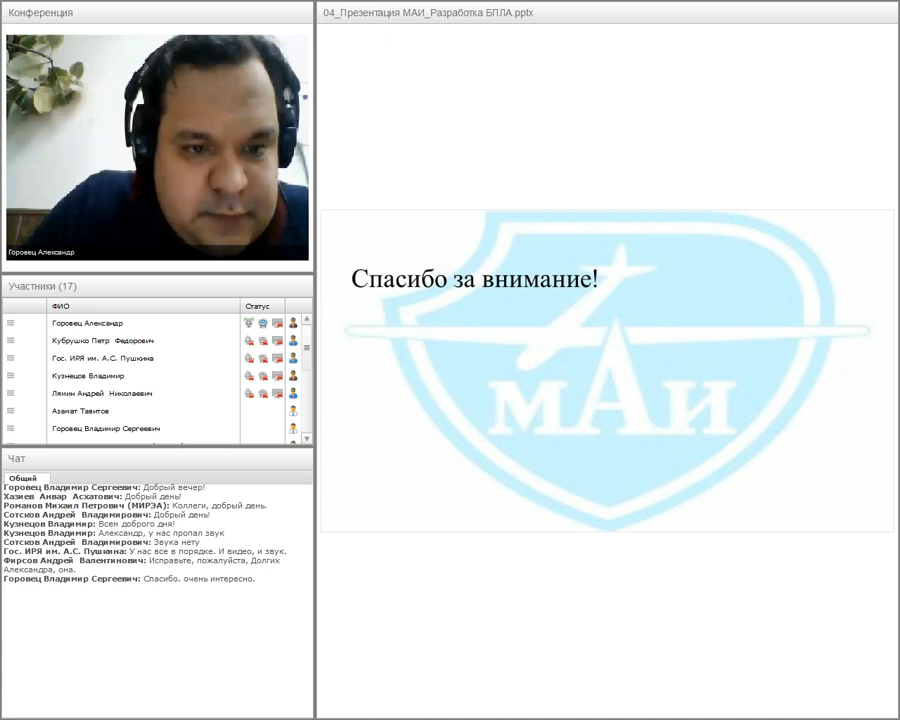 Конференция
04_Презентация МАИ_Разработка БПЛА.pptx
Горовец Александр
Участники (17)
ФИО
Статус
Горовец Александр
Кубрушко Петр Федорович
Гос. ИРЯ им. А.С. Пушкина
Кузнецов Владимир
Лямин Андрей Николаевич
Азамат Тавитов
Горовец Владимир Сергеевич
Чат
Общий
Горовец Владимир Сергеевич: Добрый вечер!
Хазиев Анвар Асхатович: Добрый день!
Романов Михаил Петрович (МИРЭА): Коллеги, добрый день.
Сотсков Андрей Владимирович: Добрый день!
Кузнецов Владимир: Всем доброго дня!
Кузнецов Владимир: Александр, у нас пропал звук
Сотсков Андрей Владимирович: Звука нету
Гос. ИРЯ им. А.С. Пушкина: У нас все в порядке. И видео, и звук.
Фирсов Андрей Валентинович: Исправьте, пожалуйста, Долгих
Александра, она.
Горовец Владимир Сергеевич: Спасибо. очень интересно.
Спасибо за внимание!
МАИ